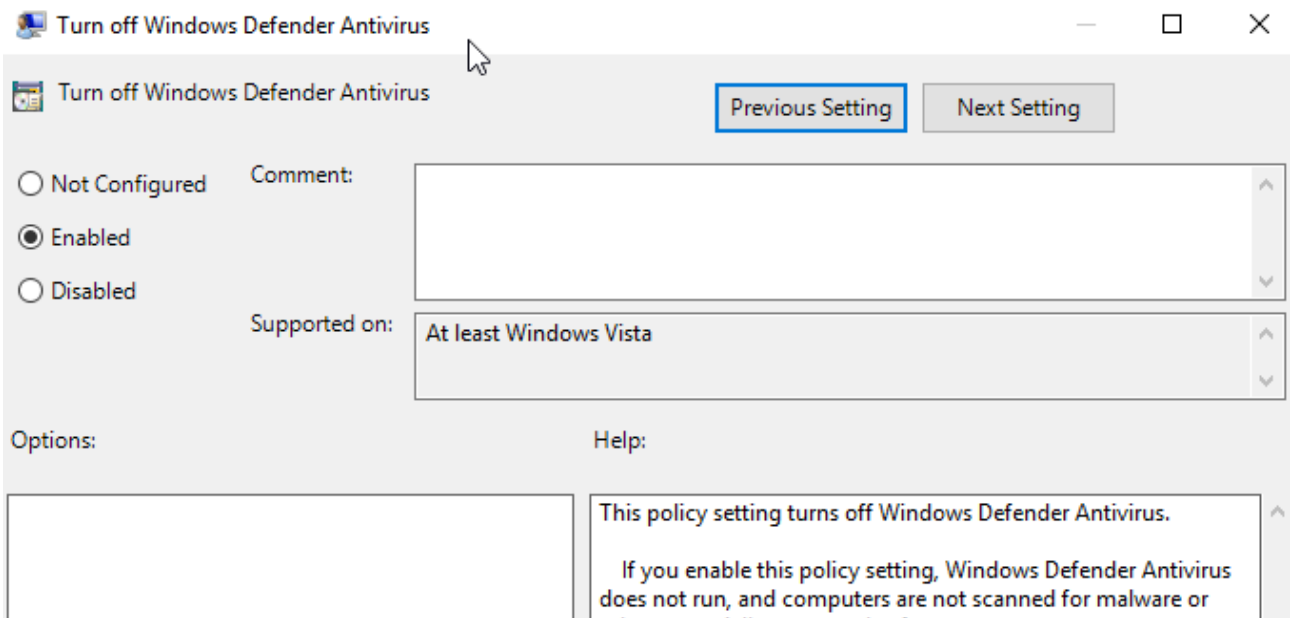 Turn off Windows Defender Antivirus
Turn off Windows Defender Antivirus
Previous Setting
Next Setting
Not Configured
Comment:
Enabled
Disabled
Supported on:
At least Windows Vista
Options:
Help:
This policy setting turns off Windows Defender Antivirus.
If you enable this policy setting, Windows Defender Antivirus
does not run, and computers are not scanned for malware or